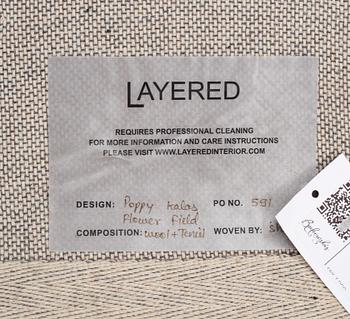 LAYERED
REQUIRES PROFESSIONAL CLEANING
FOR MORE INFORMATION AND CARE INSTRUCTIONS
PLEASE VISIT WWW.LAYEREDINTERIOR.COM
DESIGN: Poppy Kalas PO NO. 591
Flower field
COMPOSITION: wool + Tencil WOVEN BY: